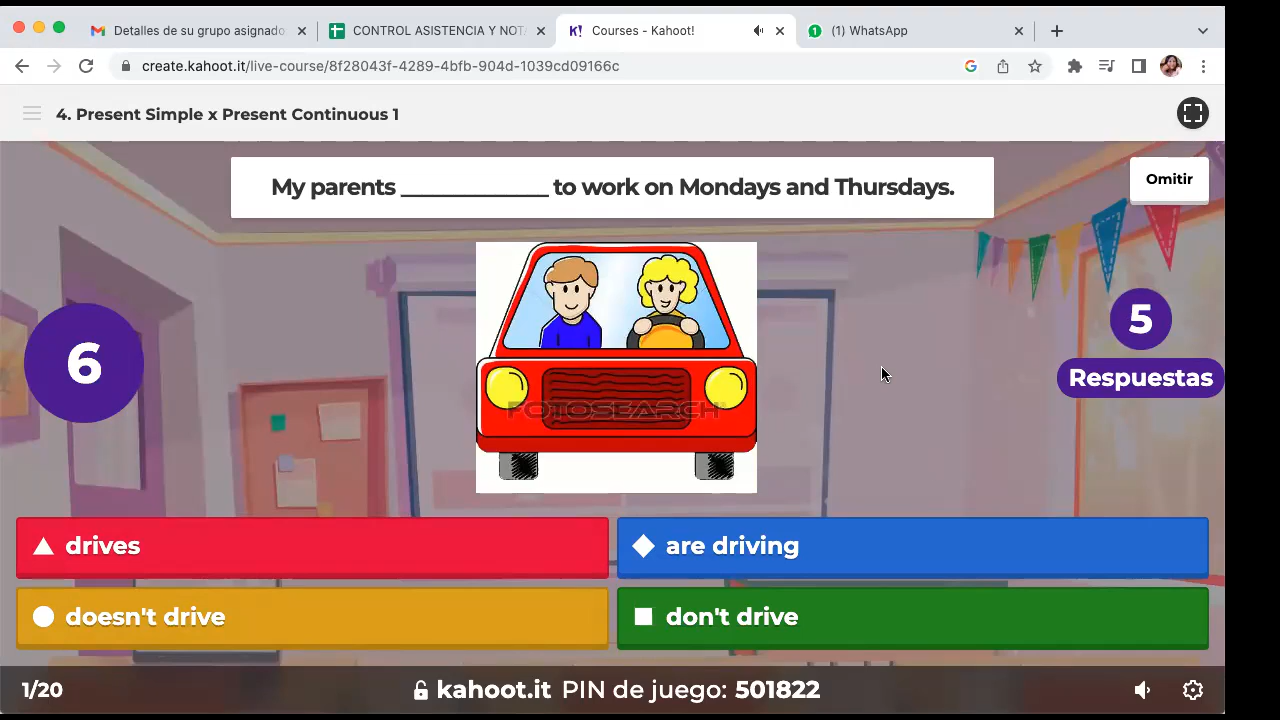 Detalles de su grupo asignado
CONTROL ASISTENCIA Y NOTA
K! Courses - Kahoot!
1 (1) WhatsApp
create.kahoot.it/live-course/8f28043f-4289-4bfb-904d-1039cd09166c
4. Present Simple x Present Continuous 1
My parents _____________ to work on Mondays and Thursdays.
Omitir
6
5
Respuestas
FOTOSEARCH
drives
are driving
doesn't drive
don't drive
1/20
kahoot.it PIN de juego: 501822